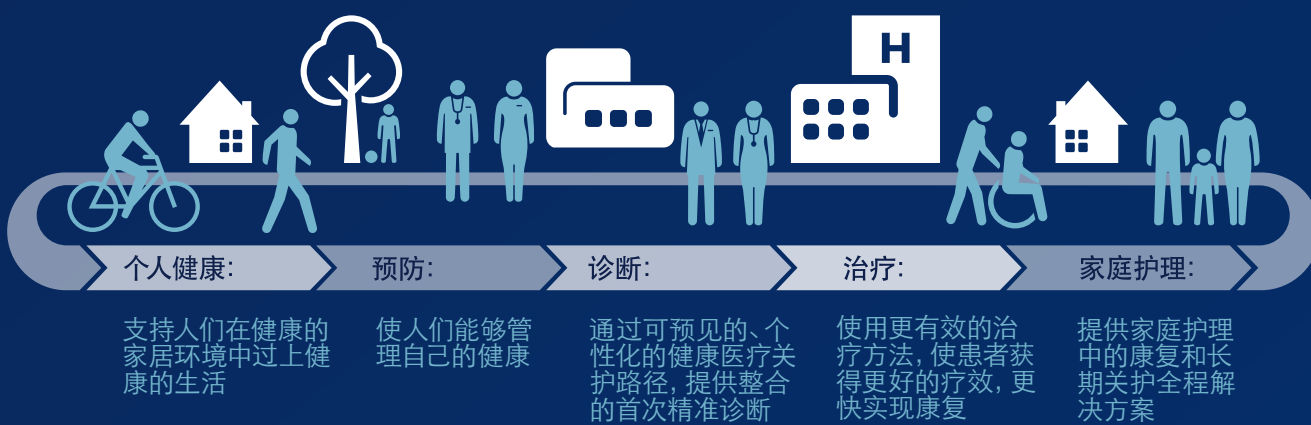 H
个人健康:
预防:
诊断:
治疗:
家庭护理:
支持人们在健康的
家居环境中过上健
康的生活
使人们能够管
理自己的健康
通过可预见的、个
性化的健康医疗关
护路径, 提供整合
的首次精准诊断
使用更有效的治
疗方法, 使患者获
得更好的疗效, 更
快实现康复
提供家庭护理
中的康复和长
期关护全程解
决方案